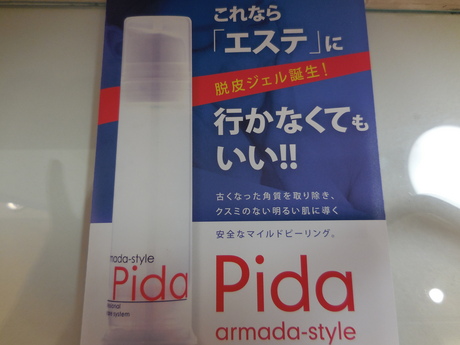 これなら
「エステ」に
脱皮ジェル誕生!
行かなくても
いい!!
古くなった角質を取り除き、
クスミのない明るい肌に導く
安全なマイルドピーリング。
mada-style
Pida
system
Pida
armada-style